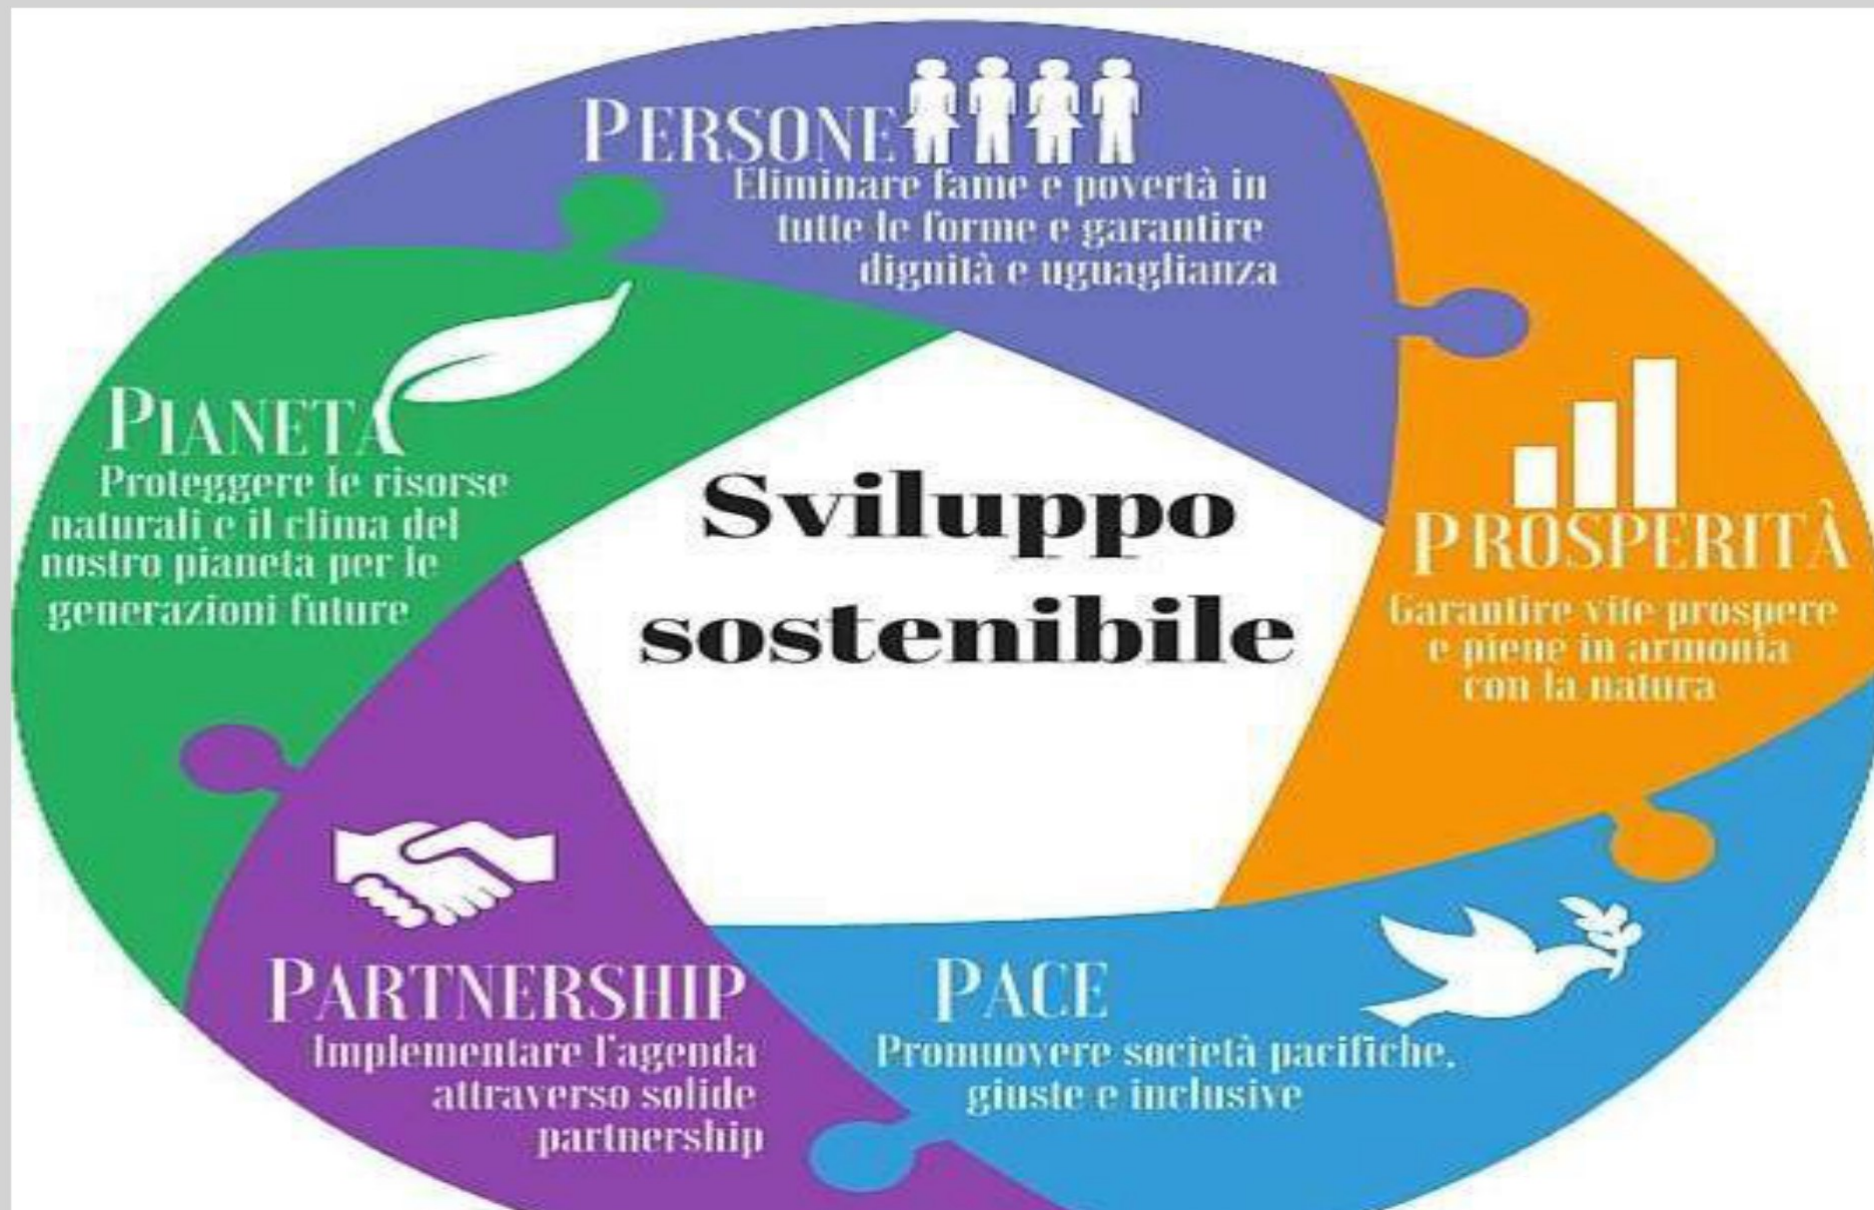 PERSONE
Eliminare fame e povertà in
tutte le forme e garantire
dignità e uguaglianza
PIANETA
Proteggere le risorse
naturali e il clima del
nostro pianeta per le
generazioni future
Sviluppo
sostenibile
PROSPERITÀ
Garantire vite prospere
e piene in armonia
con la natura
PARTNERSHIP
Implementare l'agenda
attraverso solide
partnership
PACE
Promuovere società pacifiche,
giuste e inclusive